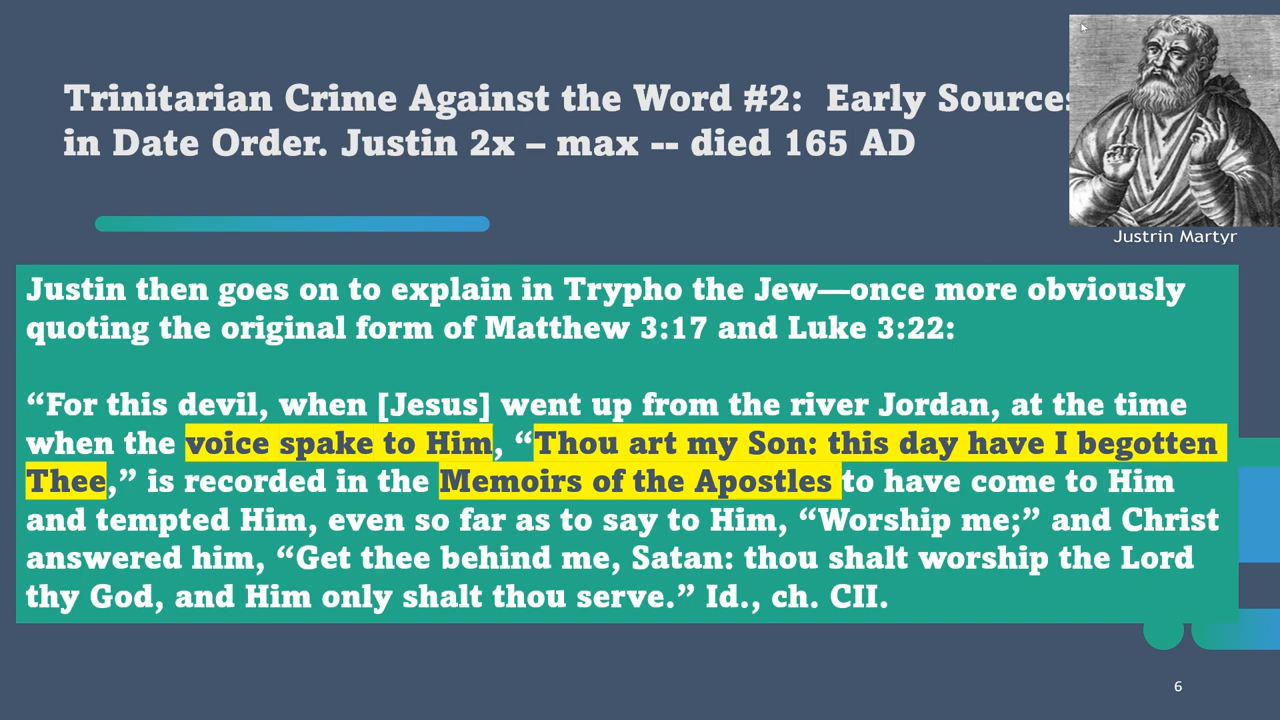 Trinitarian Crime Against the Word #2:  Early Sources
in Date Order. Justin 2x – max -- died 165 AD
Justrin Martyr
Justin then goes on to explain in Trypho the Jew—once more obviously
quoting the original form of Matthew 3:17 and Luke 3:22:
“For this devil, when [Jesus] went up from the river Jordan, at the time
when the voice spake to Him, “Thou art my Son: this day have I begotten
Thee,” is recorded in the Memoirs of the Apostles to have come to Him
and tempted Him, even so far as to say to Him, “Worship me;” and Christ
answered him, “Get thee behind me, Satan: thou shalt worship the Lord
thy God, and Him only shalt thou serve.” Id., ch. CII.
6